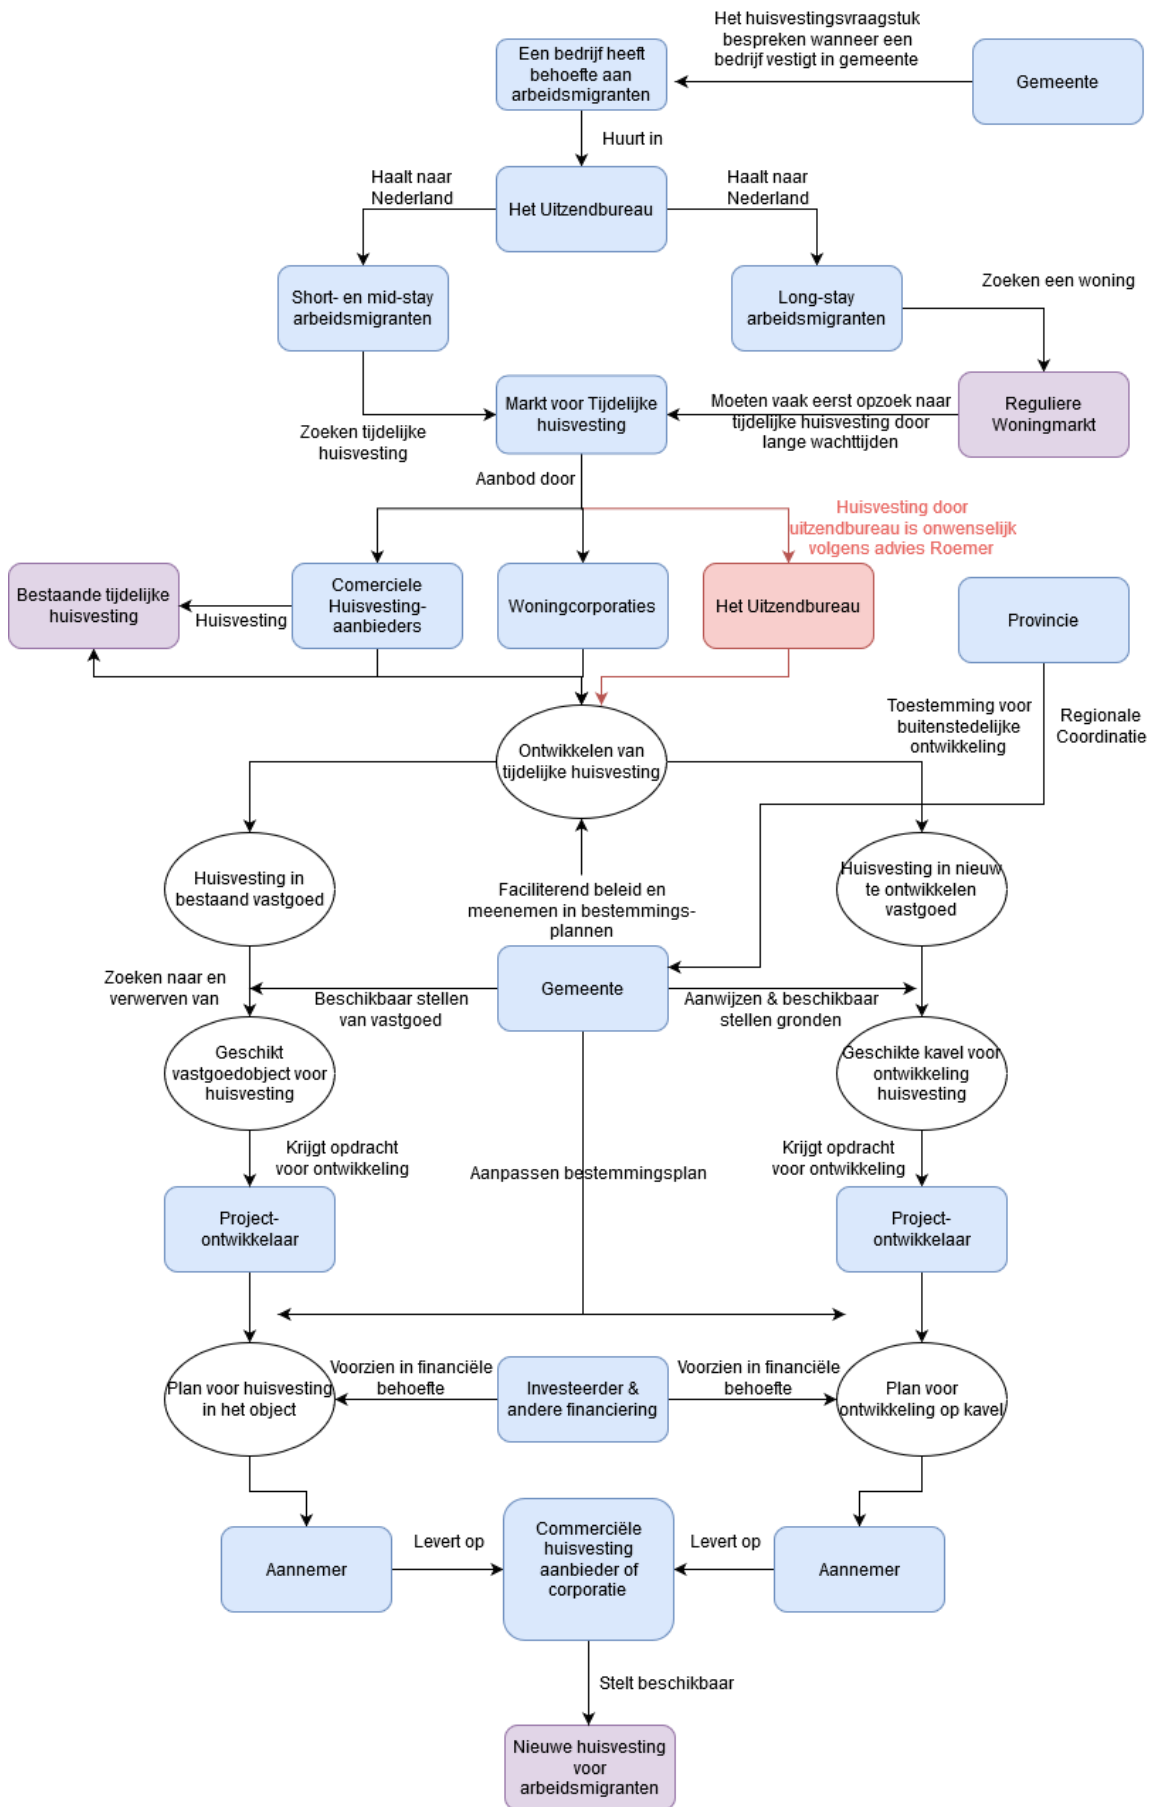 Het huisvestingsvraagstuk
bespreken wanneer een
bedrijf vestigt in gemeente
Een bedrijf heeft
behoefte aan
arbeidsmigranten
Gemeente
Huurt in
Haalt naar
Nederland
Het Uitzendbureau
Haalt naar
Nederland
Short- en mid-stay
arbeidsmigranten
Long-stay
arbeidsmigranten
Zoeken een woning
Markt voor Tijdelijke
huisvesting
Moeten vaak eerst opzoek naar
tijdelijke huisvesting door
lange wachttijden
Reguliere
Woningmarkt
Zoeken tijdelijke
huisvesting
Aanbod door
Huisvesting door
uitzendbureau is onwenselijk
volgens advies Roemer
Bestaande tijdelijke
huisvesting
Huisvesting
Comerciele
Huisvesting-
aanbieders
Woningcorporaties
Het Uitzendbureau
Provincie
Toestemming voor
buitenstedelijke
ontwikkeling
Regionale
Coordinatie
Ontwikkelen van
tijdelijke huisvesting
Huisvesting in
bestaand vastgoed
Faciliterend beleid en
meenemen in bestemmings-
plannen
Huisvesting in nieuw
te ontwikkelen
vastgoed
Zoeken naar en
verwerven van
Beschikbaar stellen
van vastgoed
Gemeente
Aanwijzen & beschikbaar
stellen gronden
Geschikt
vastgoedobject voor
huisvesting
Geschikte kavel voor
ontwikkeling
huisvesting
Krijgt opdracht
voor ontwikkeling
Aanpassen bestemmingsplan
Krijgt opdracht
voor ontwikkeling
Project-
ontwikkelaar
Project-
ontwikkelaar
Plan voor huisvesting
in het object
Voorzien in financiële
behoefte
Investeerder &
andere financiering
Voorzien in financiële
behoefte
Plan voor
ontwikkeling op kavel
Aannemer
Levert op
Commerciële
huisvesting
aanbieder of
corporatie
Levert op
Aannemer
Stelt beschikbaar
Nieuwe huisvesting
voor
arbeidsmigranten